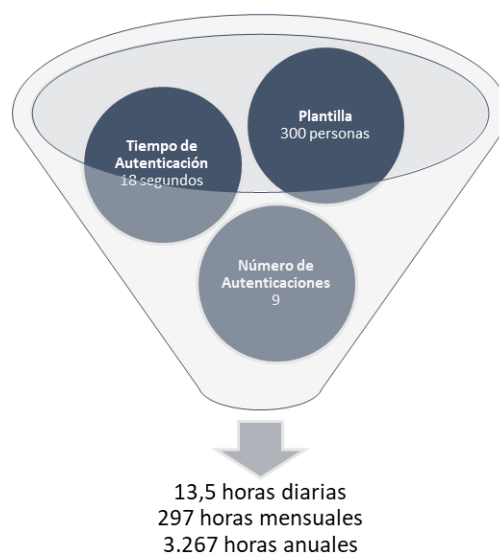 Plantilla
300 personas
Tiempo de
Autenticación
18 segundos
Número de
Autenticaciones
9
13,5 horas diarias
297 horas mensuales
3.267 horas anuales